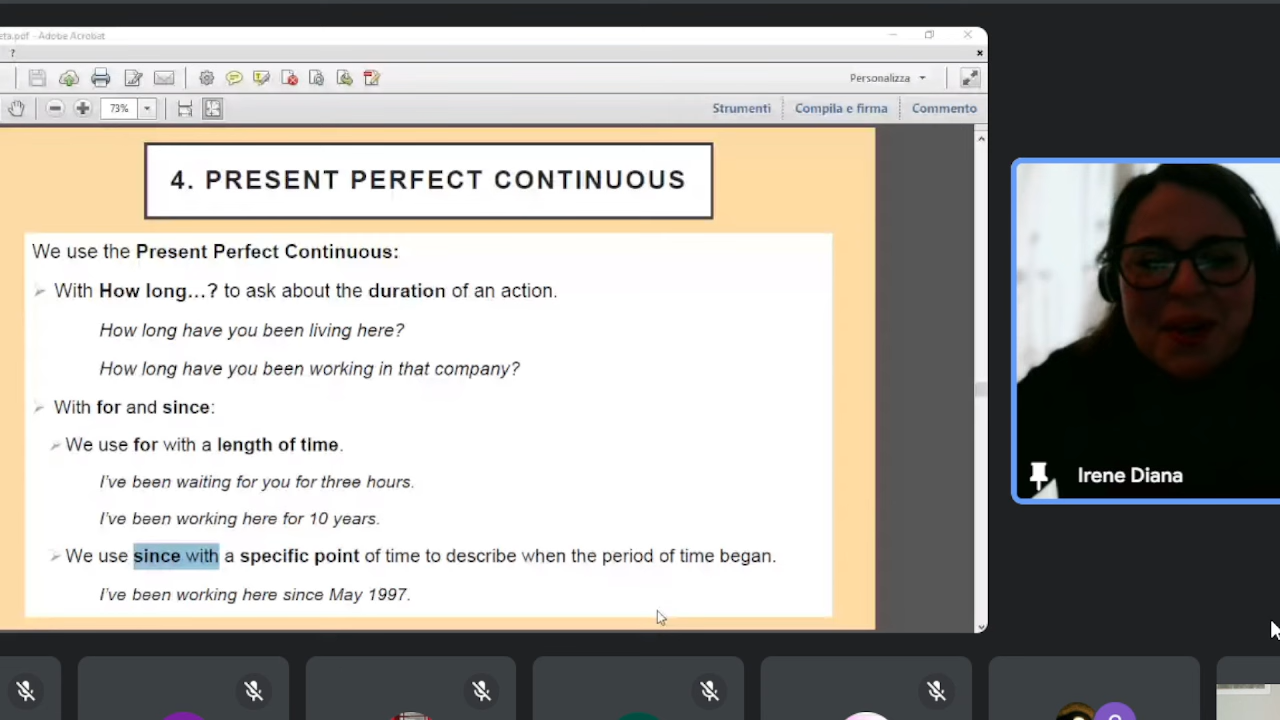 eta.pdf - Adobe Acrobat
?
Personalizza
73%
Strumenti
Compila e firma
Commento
4. PRESENT PERFECT CONTINUOUS
We use the Present Perfect Continuous:
With How long…? to ask about the duration of an action.
How long have you been living here?
How long have you been working in that company?
With for and since:
We use for with a length of time.
I've been waiting for you for three hours.
I've been working here for 10 years.
We use since with a specific point of time to describe when the period of time began.
I've been working here since May 1997.
Irene Diana